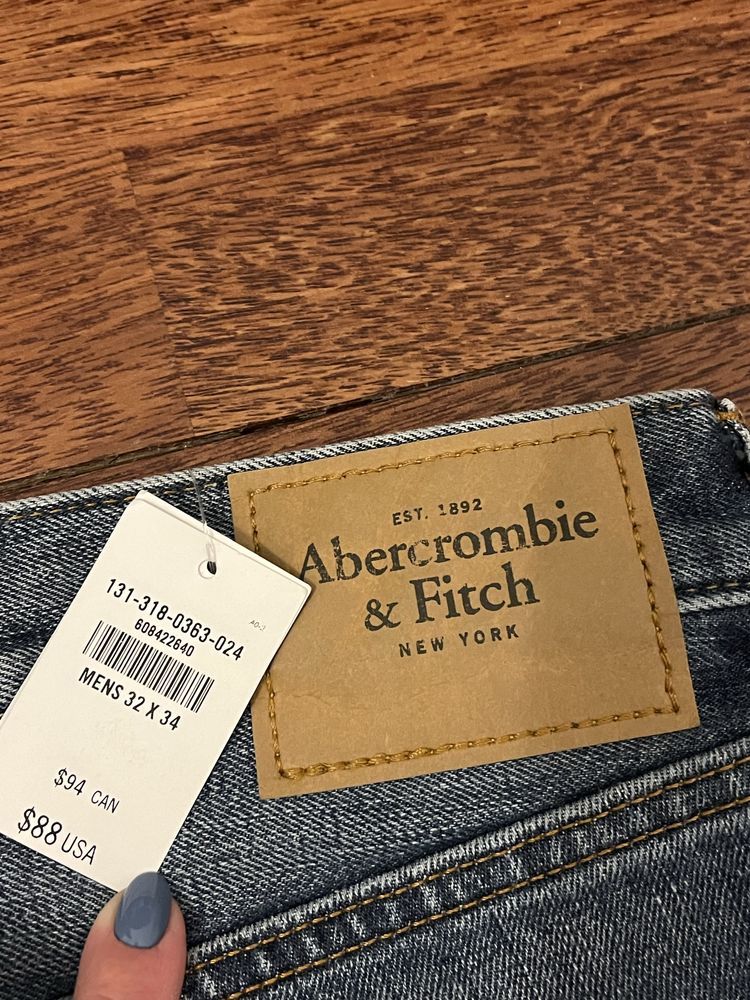 131-318-0363-024
608422640
MENS 32 X 34
$94 CAN
$88 USA
EST. 1892
Abercrombie
& Fitch
NEW YORK